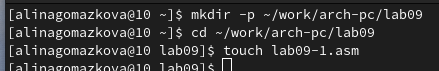 [alinagomazkova@10 ~]$ mkdir -p ~/work/arch-pc/lab09
[alinagomazkova@10 ~]$ cd ~/work/arch-pc/lab09
[alinagomazkova@10 lab09]$ touch lab09-1.asm
[alinagomazkova@10 lab09]$